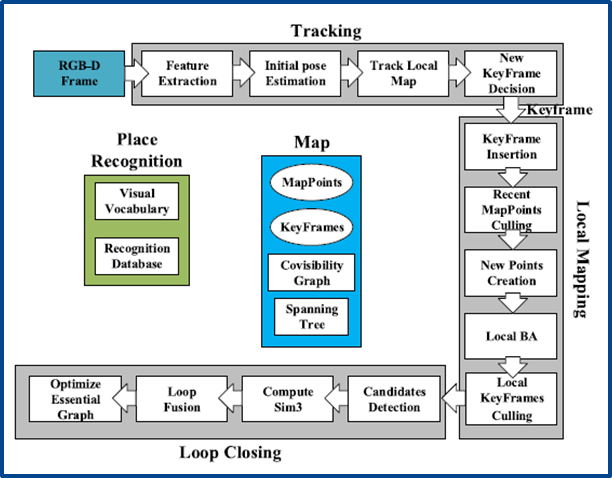 Tracking
RGB-D
Frame
Feature
Extraction
Initial pose
Estimation
Track Local
Map
New
KeyFrame
Decision
Keyframe
KeyFrame
Insertion
Recent
MapPoints
Culling
New Points
Creation
Local BA
Local
KeyFrames
Culling
Local Mapping
Place
Recognition
Visual
Vocabulary
Recognition
Database
Map
MapPoints
KeyFrames
Covisibility
Graph
Spanning
Tree
Optimize
Essential
Graph
Loop
Fusion
Compute
Sim3
Candidates
Detection
Loop Closing